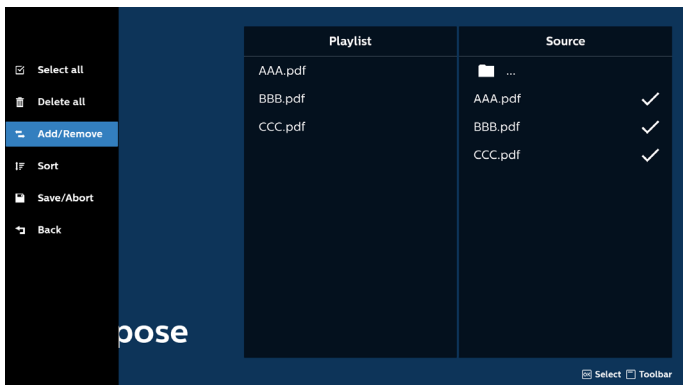 Select all
Delete all
Add/Remove
Sort
Save/Abort
Back
pose
Playlist
AAA.pdf
BBB.pdf
CCC.pdf
Source
...
AAA.pdf
BBB.pdf
CCC.pdf
OK Select Toolbar